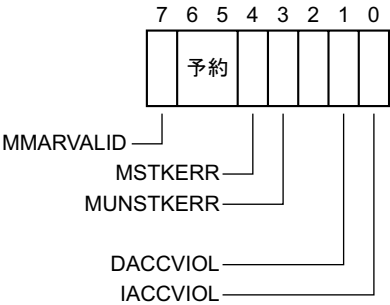 7 6 5 4 3 2 1 0
予約
MMARVALID
MSTKERR
MUNSTKERR
DACCVIOL
IACCVIOL